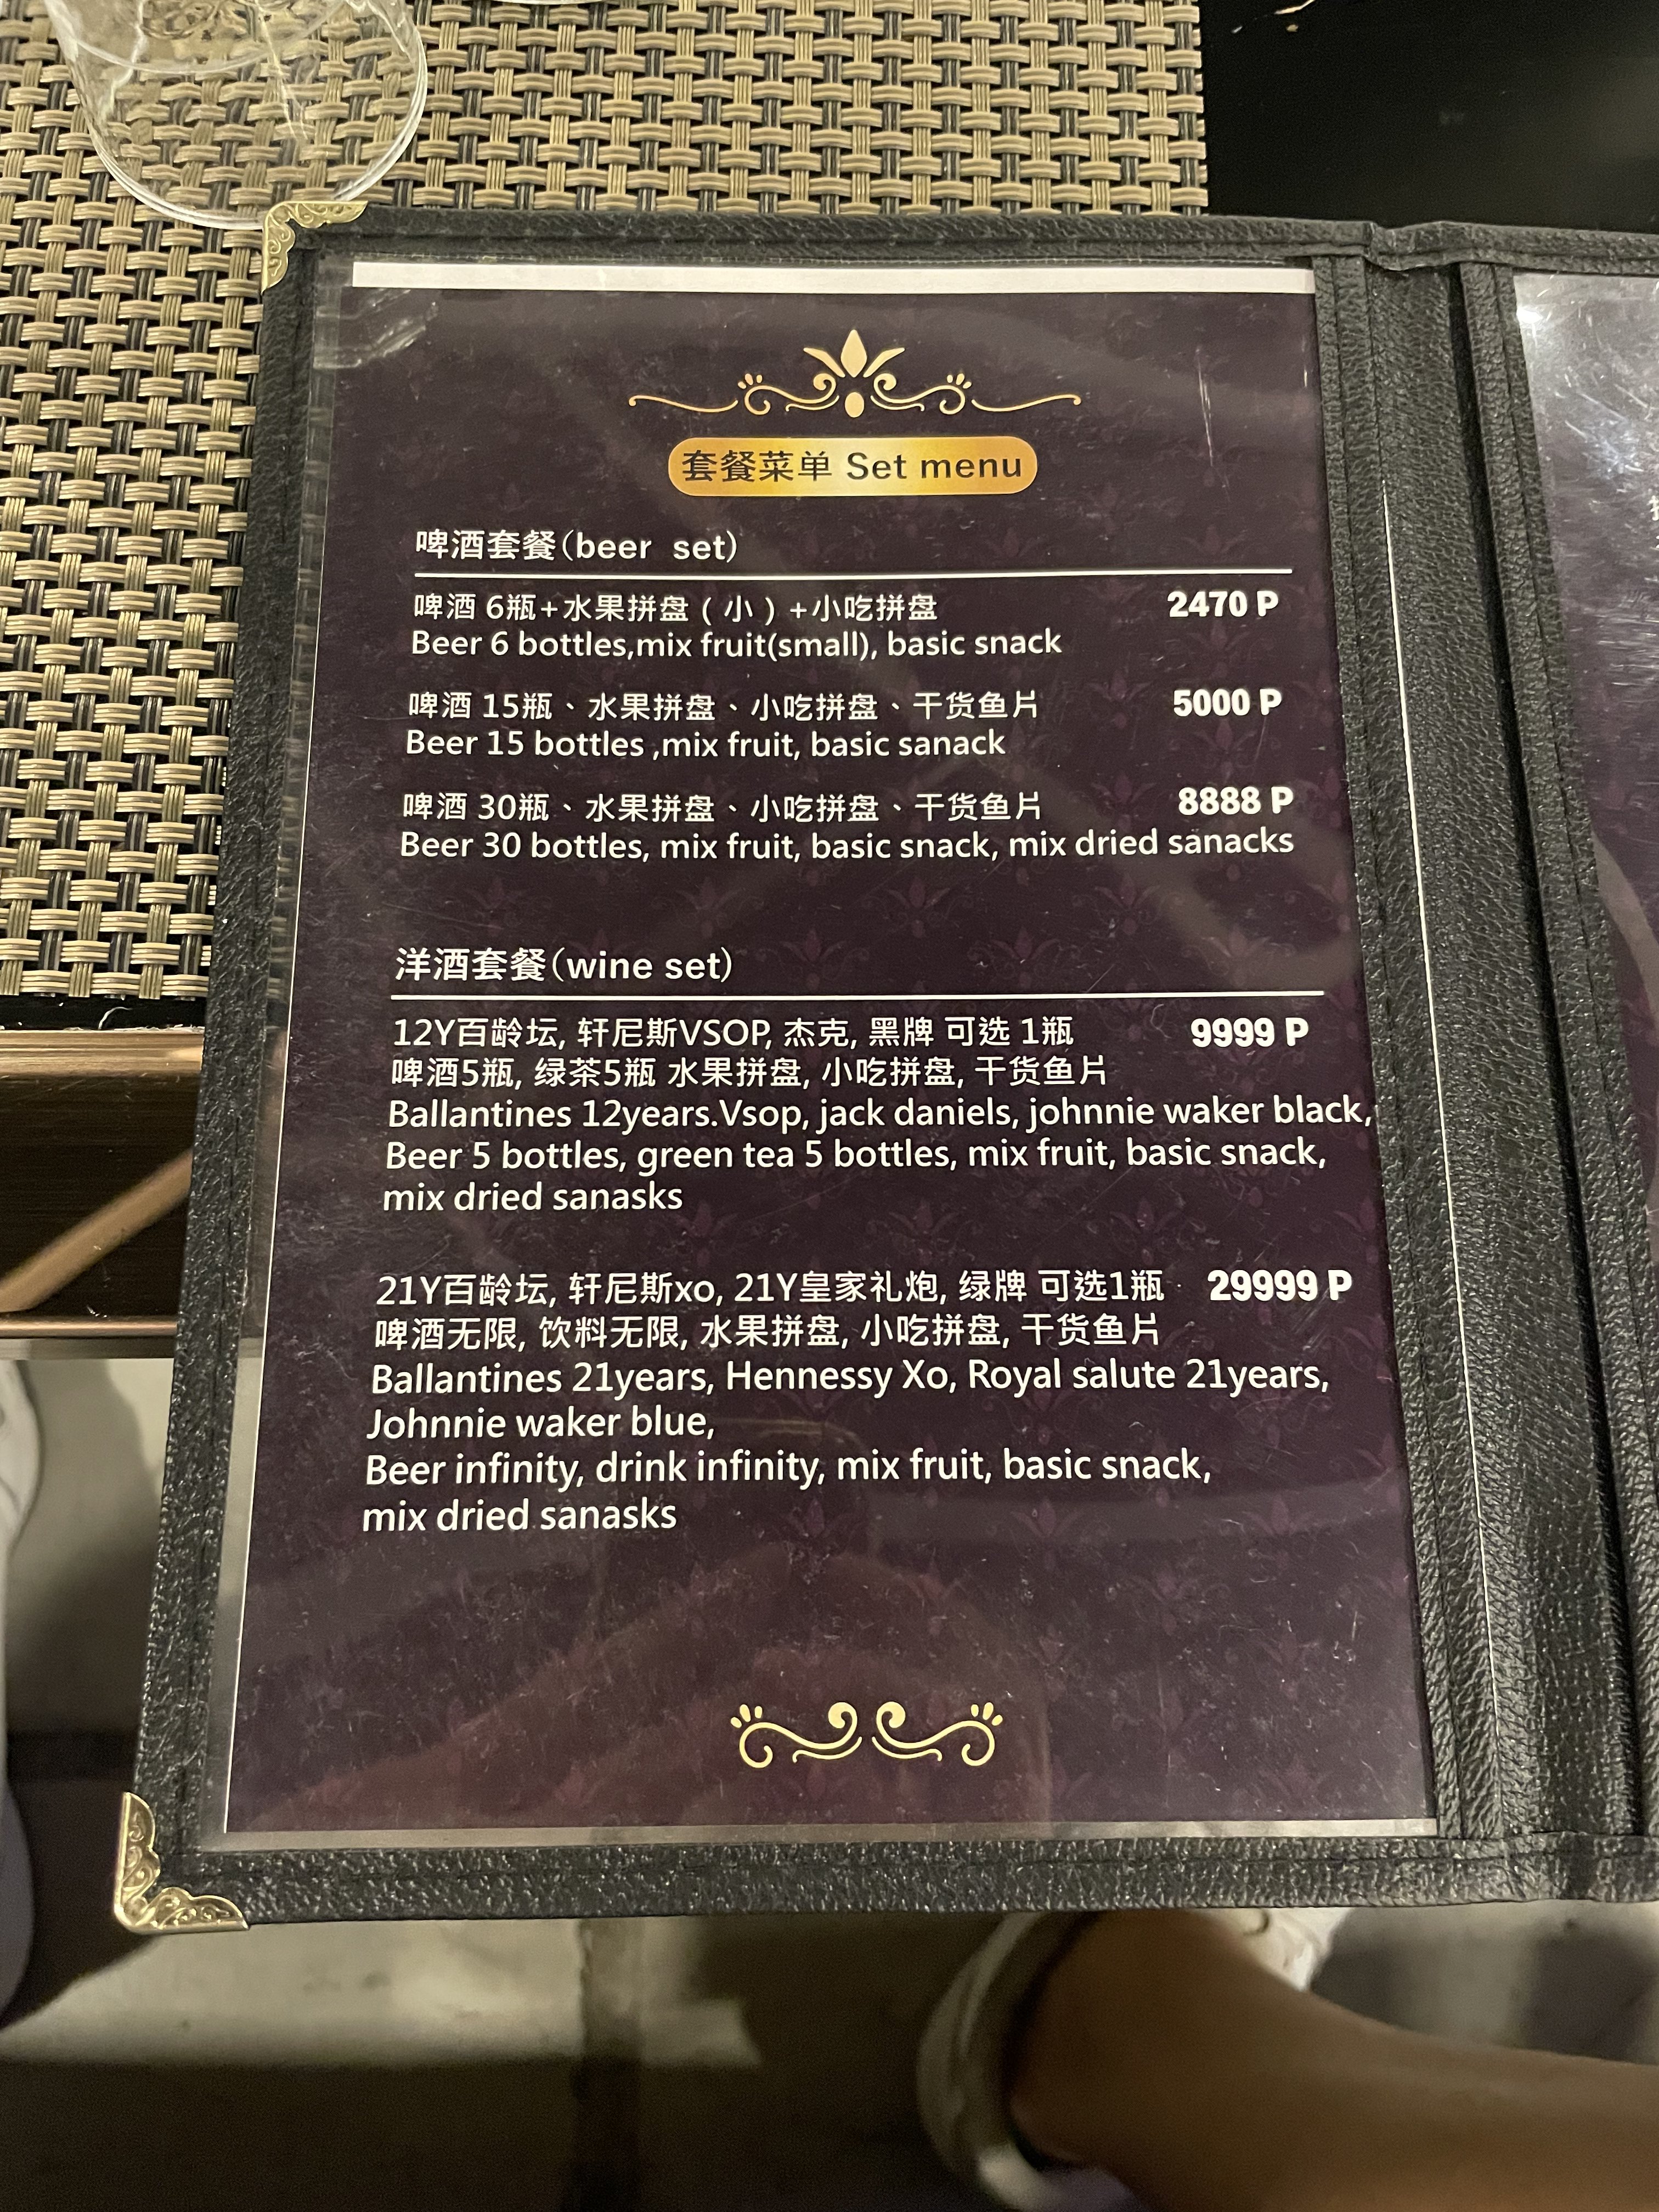 套餐菜单 Set menu
啤酒套餐(beer set)
啤酒 6瓶+水果拼盘(小)+小吃拼盘 2470 P
Beer 6 bottles,mix fruit(small), basic snack
啤酒 15瓶、水果拼盘、小吃拼盘、干货鱼片 5000 P
Beer 15 bottles ,mix fruit, basic sanack
啤酒 30瓶、水果拼盘、小吃拼盘、干货鱼片 8888 P
Beer 30 bottles, mix fruit, basic snack, mix dried sanacks
洋酒套餐(wine set)
12Y百龄坛, 轩尼斯VSOP, 杰克, 黑牌 可选 1瓶 9999 P
啤酒5瓶, 绿茶5瓶 水果拼盘, 小吃拼盘, 干货鱼片
Ballantines 12years.Vsop, jack daniels, johnnie waker black,
Beer 5 bottles, green tea 5 bottles, mix fruit, basic snack,
mix dried sanasks
21Y百龄坛, 轩尼斯xo, 21Y皇家礼炮, 绿牌 可选1瓶 29999 P
啤酒无限, 饮料无限, 水果拼盘, 小吃拼盘, 干货鱼片
Ballantines 21years, Hennessy Xo, Royal salute 21years,
Johnnie waker blue,
Beer infinity, drink infinity, mix fruit, basic snack,
mix dried sanasks